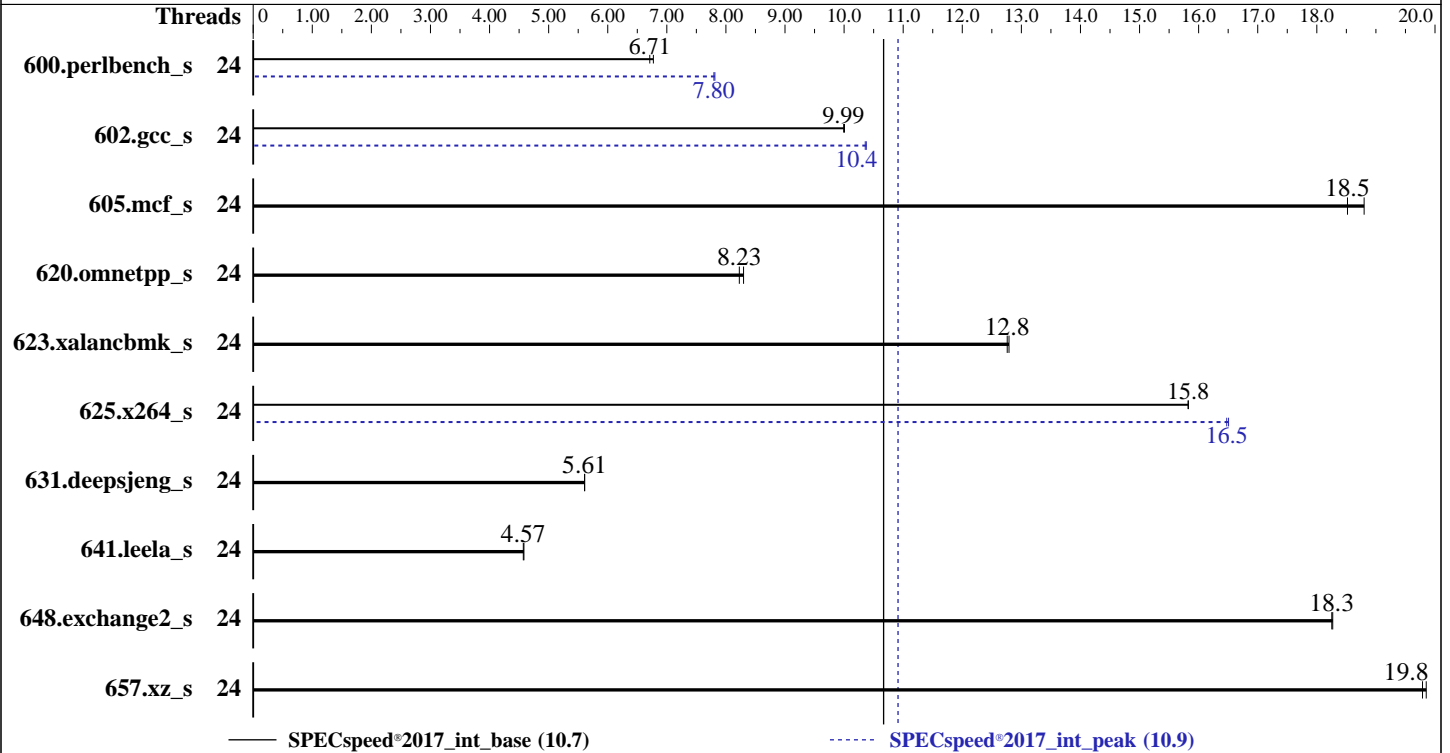 Threads 0 1.00 2.00 3.00 4.00 5.00 6.00 7.00 8.00 9.00 10.0 11.0 12.0 13.0 14.0 15.0 16.0 17.0 18.0 20.0
600.perlbench_s 24 6.71
7.80
602.gcc_s 24 9.99
10.4
605.mcf_s 24 18.5
620.omnetpp_s 24 8.23
623.xalancbmk_s 24 12.8
625.x264_s 24 15.8
16.5
631.deepsjeng_s 24 5.61
641.leela_s 24 4.57
648.exchange2_s 24 18.3
657.xz_s 24 19.8
SPECspeed®2017_int_base (10.7) SPECspeed®2017_int_peak (10.9)